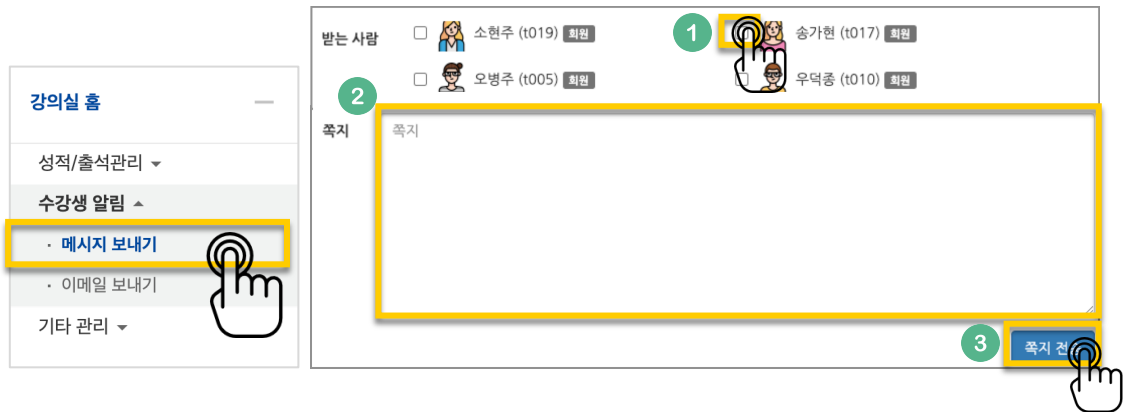 강의실 홈
성적/출석관리
수강생 알림
· 메시지 보내기
· 이메일 보내기
기타 관리
받는 사람
소현주 (t019) 회원
1
송가현 (t017) 회원
오병주 (t005) 회원
우덕종 (t010) 회원
2
쪽지
쪽지
3
쪽지